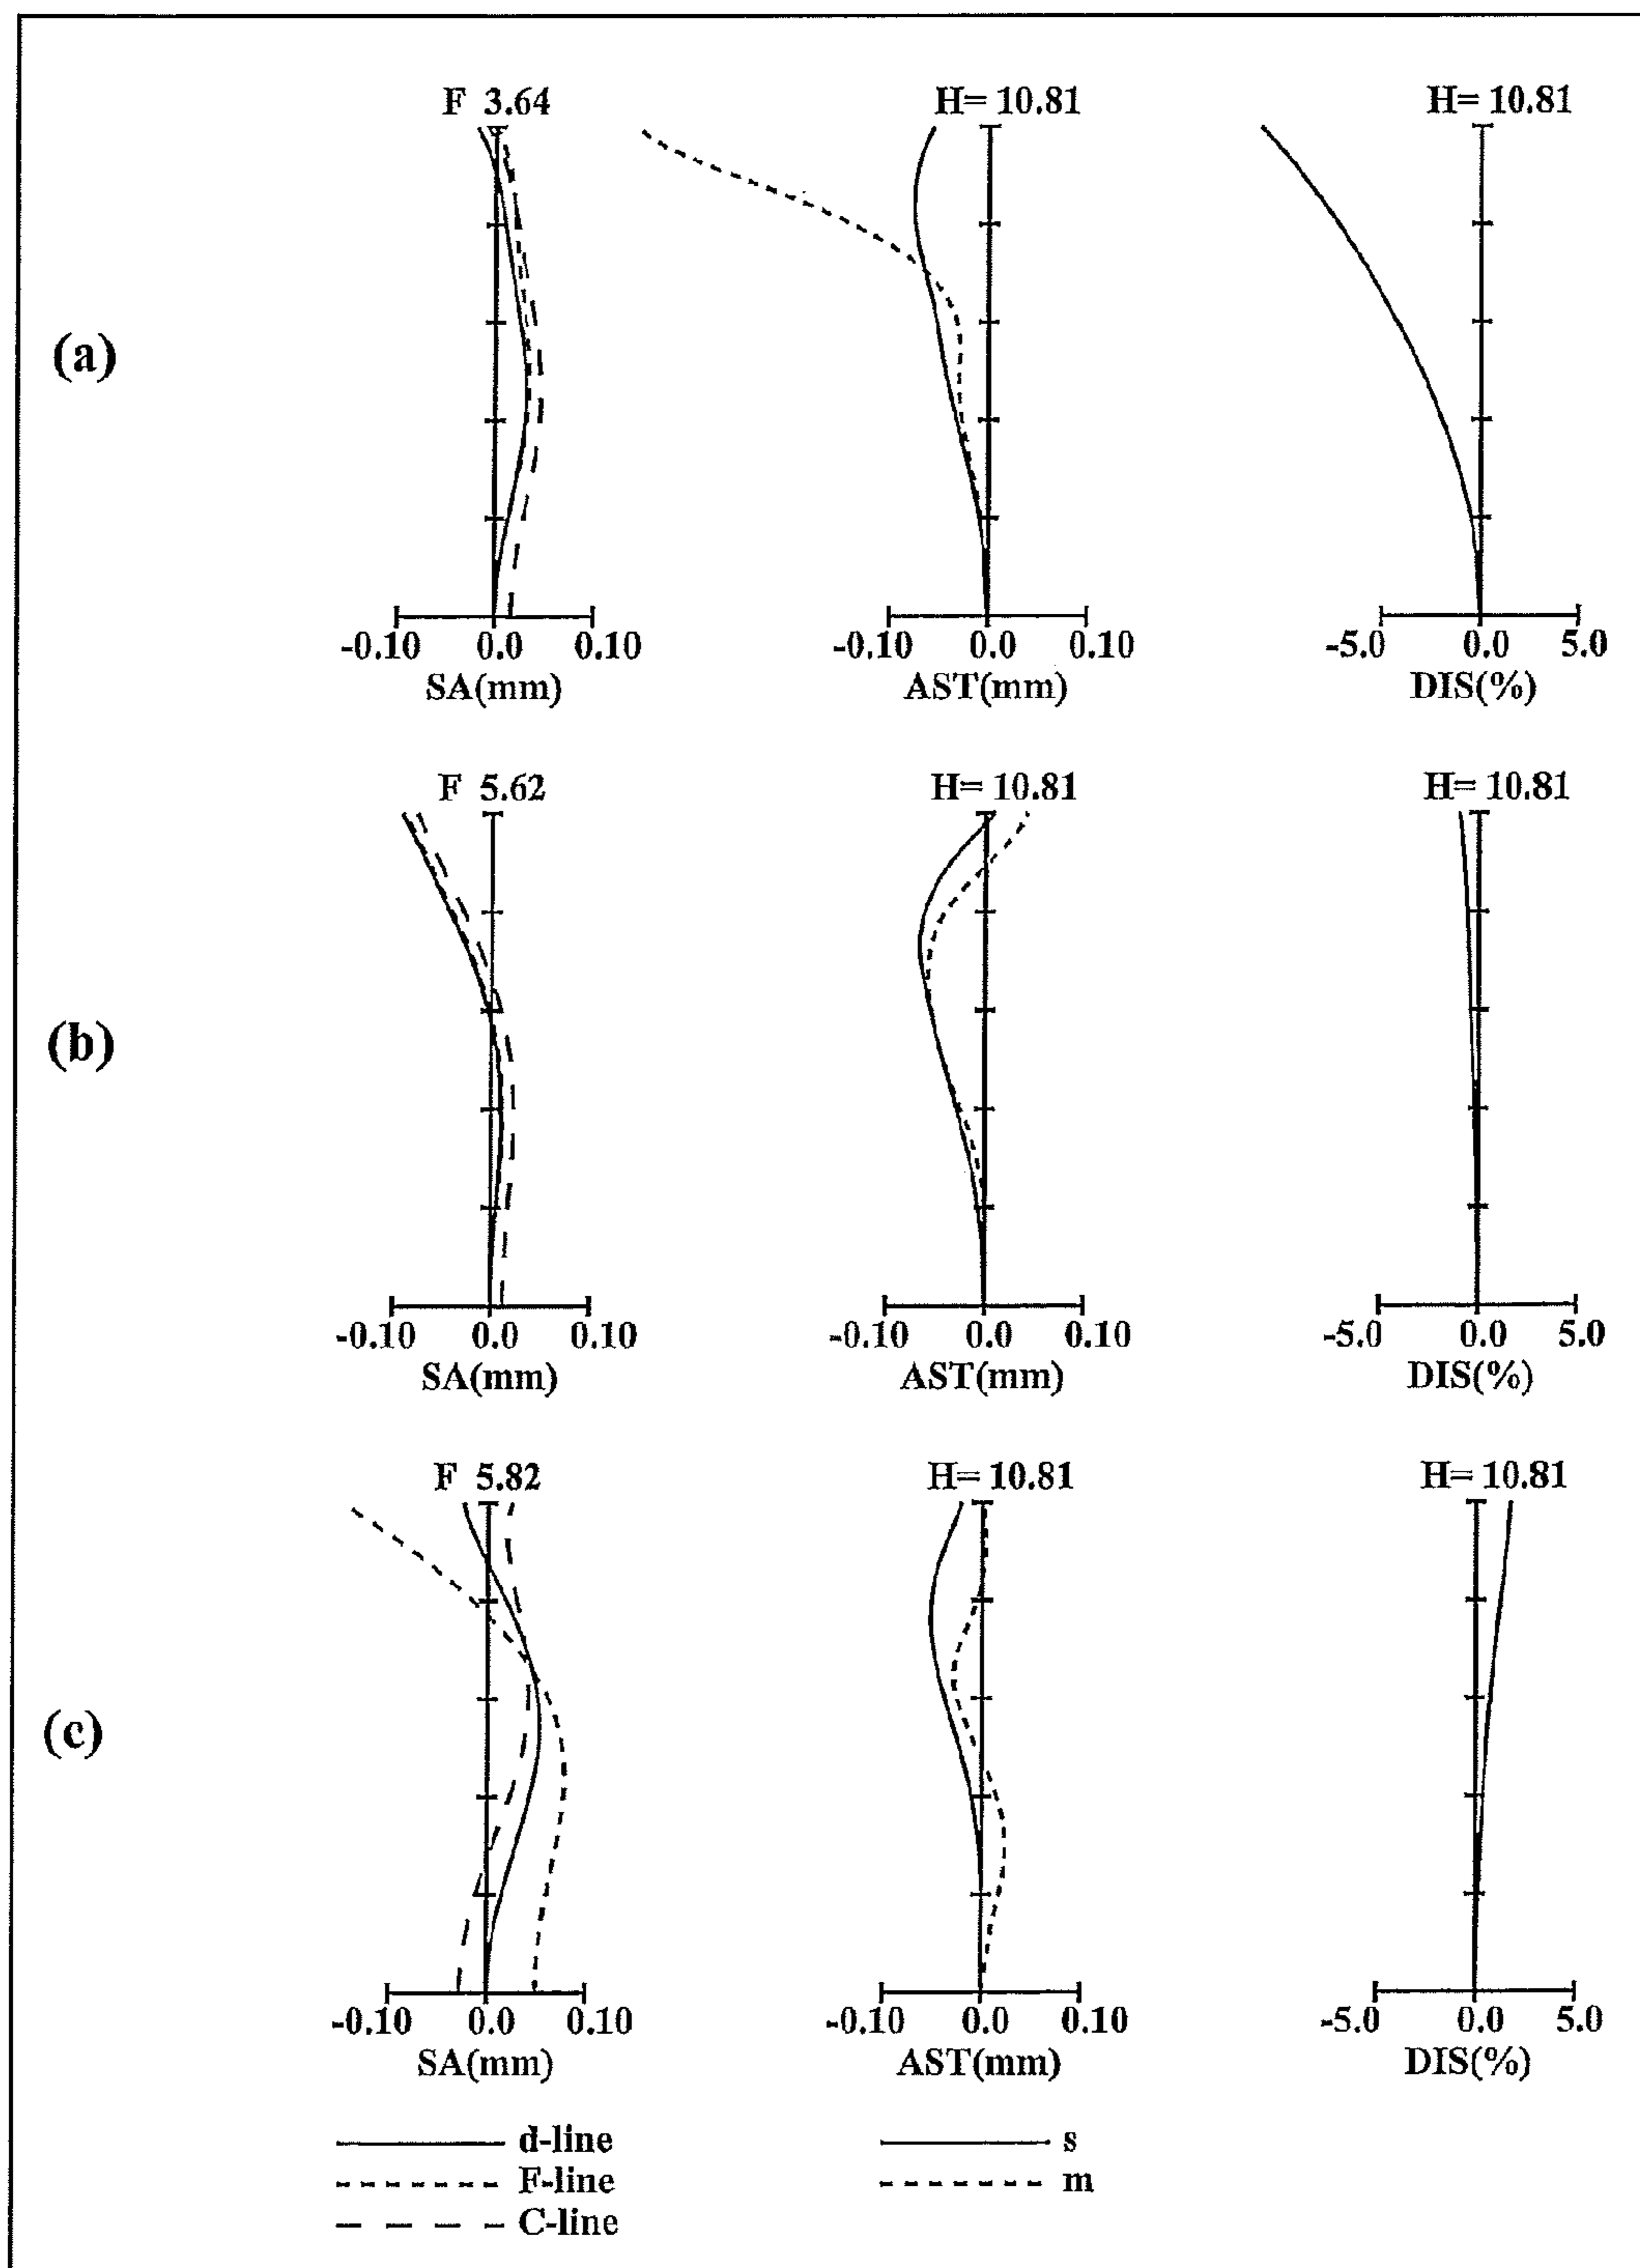 F 3.64 H= 10.81 H= 10.81
(a)
-0.10 0.0 0.10 -0.10 0.0 0.10 -5.0 0.0 5.0
SA(mm) AST(mm) DIS(%)
F 5.62 H= 10.81 H= 10.81
(b)
-0.10 0.0 0.10 -0.10 0.0 0.10 -5.0 0.0 5.0
SA(mm) AST(mm) DIS(%)
F 5.82 H= 10.81 H= 10.81
(c)
-0.10 0.0 0.10 -0.10 0.0 0.10 -5.0 0.0 5.0
SA(mm) AST(mm) DIS(%)
d-line s
F-line m
C-line